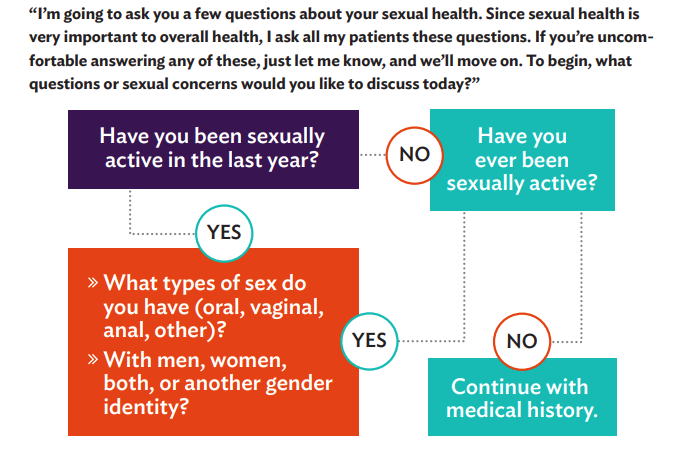 “I’m going to ask you a few questions about your sexual health. Since sexual health is
very important to overall health, I ask all my patients these questions. If you’re uncom-
fortable answering any of these, just let me know, and we’ll move on. To begin, what
questions or sexual concerns would you like to discuss today?”
Have you been sexually
active in the last year?
NO
Have you
ever been
sexually active?
YES
» What types of sex do
you have (oral, vaginal,
anal, other)?
» With men, women,
both, or another gender
identity?
YES
NO
Continue with
medical history.